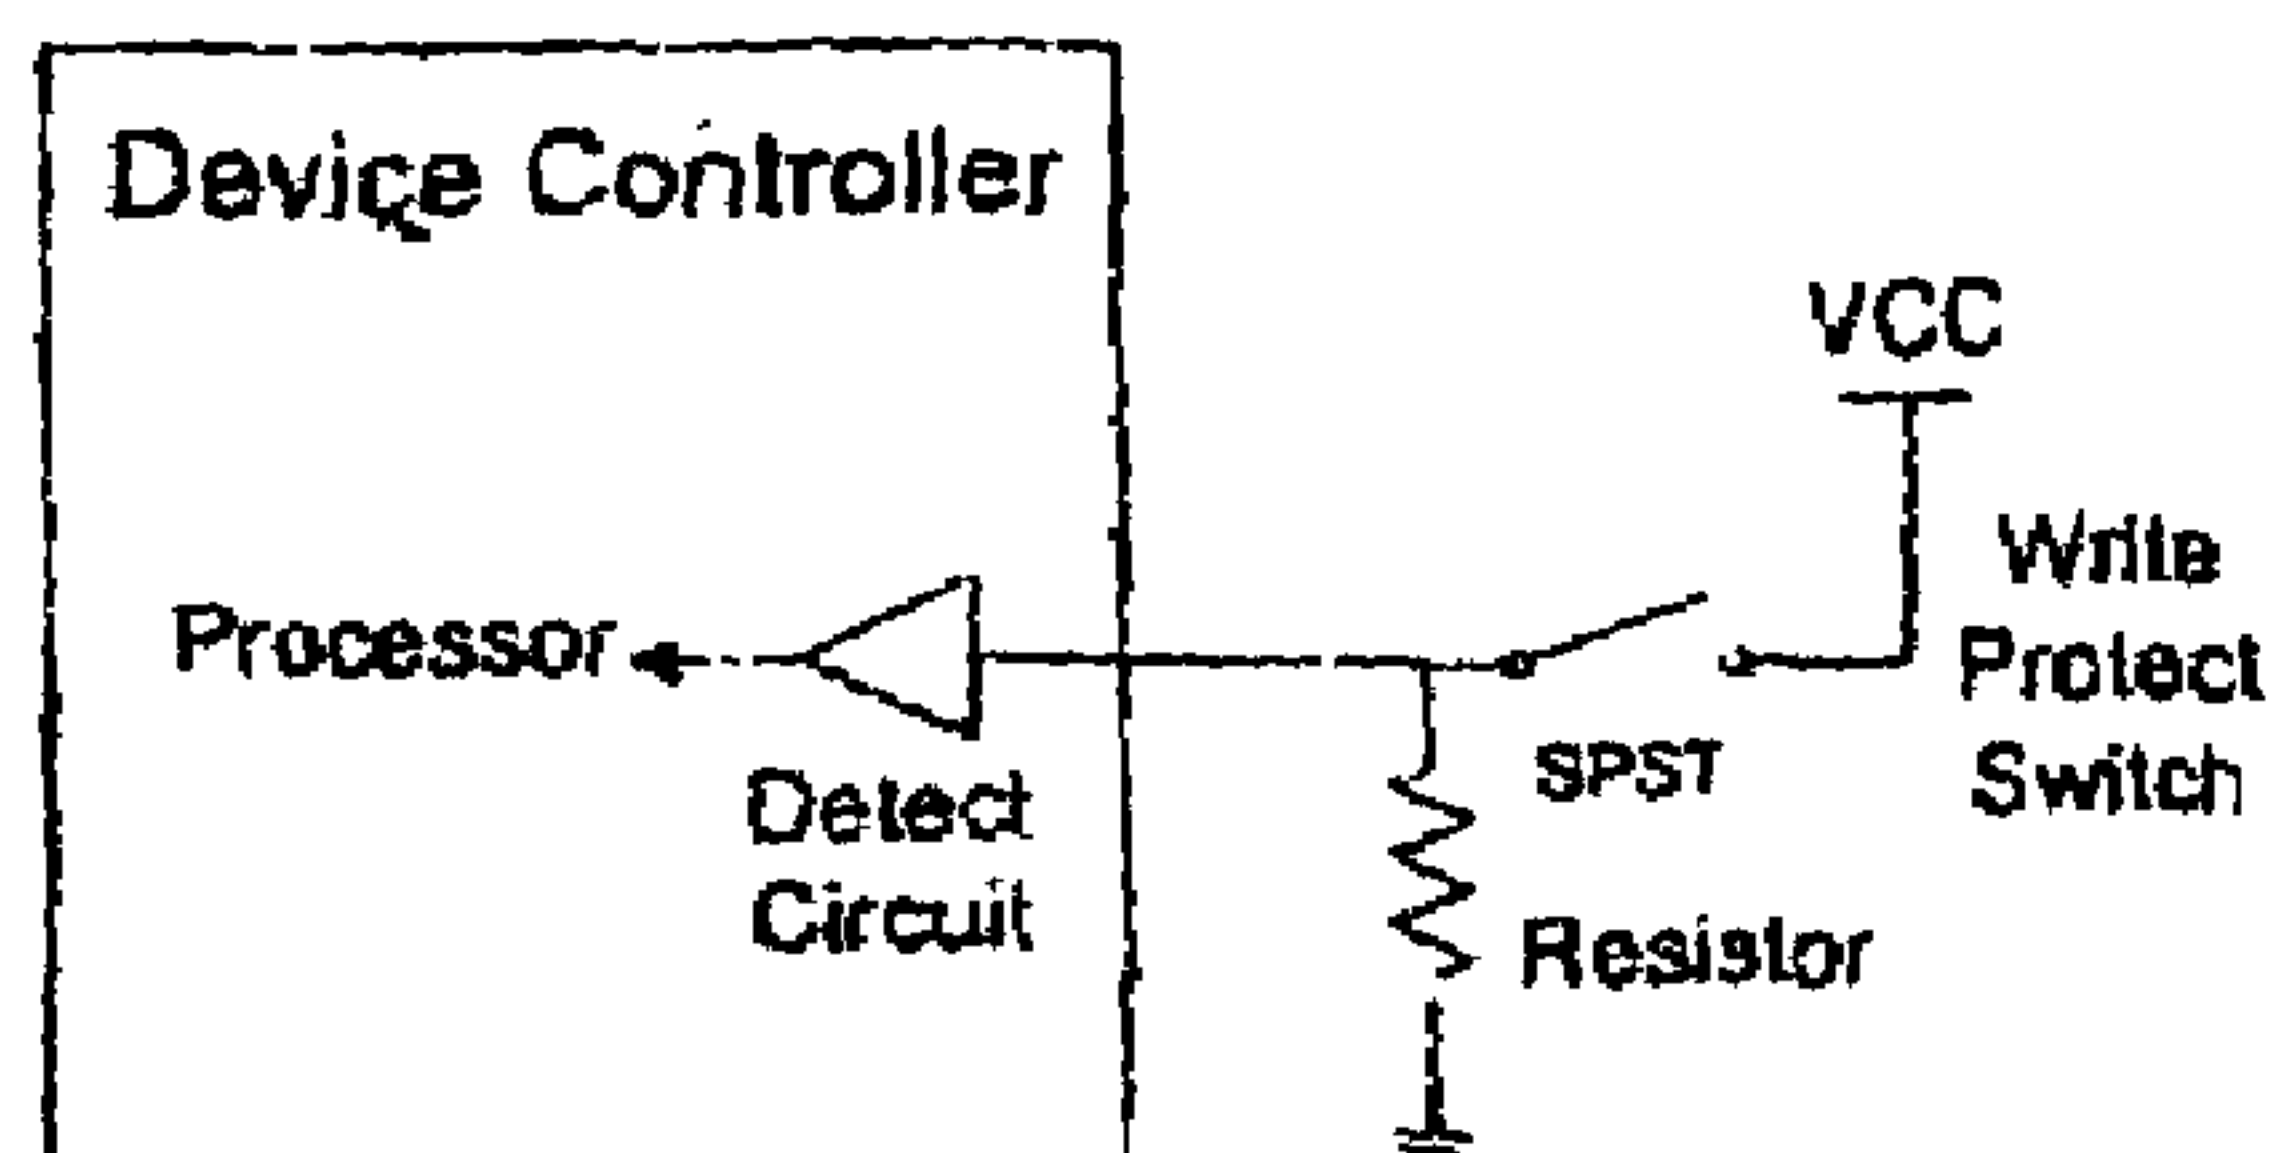 Device Controller
VCC
Write
Protect
Switch
Processor
SPST
Detect
Circuit
Resistor